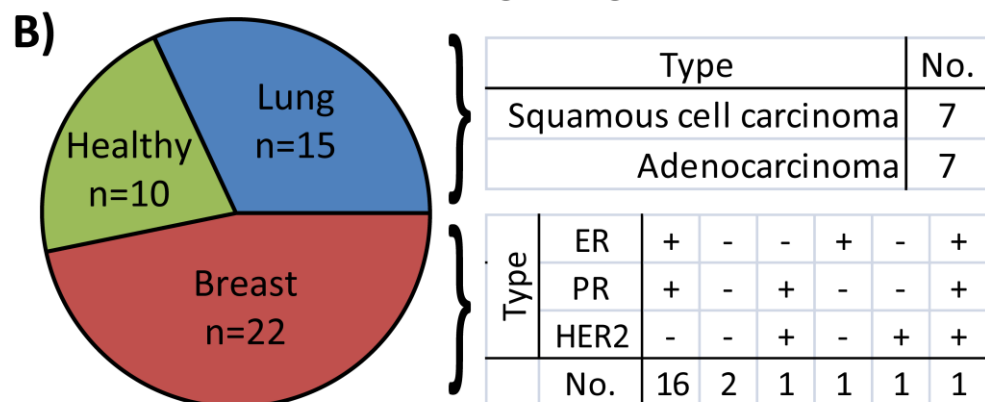 B)
Lung
n=15
Healthy
n=10
Breast
n=22
Type No.
Squamous cell carcinoma 7
Adenocarcinoma 7
Type
ER + - - + - +
PR + - + - - +
HER2 - - + - + +
No. 16 2 1 1 1 1